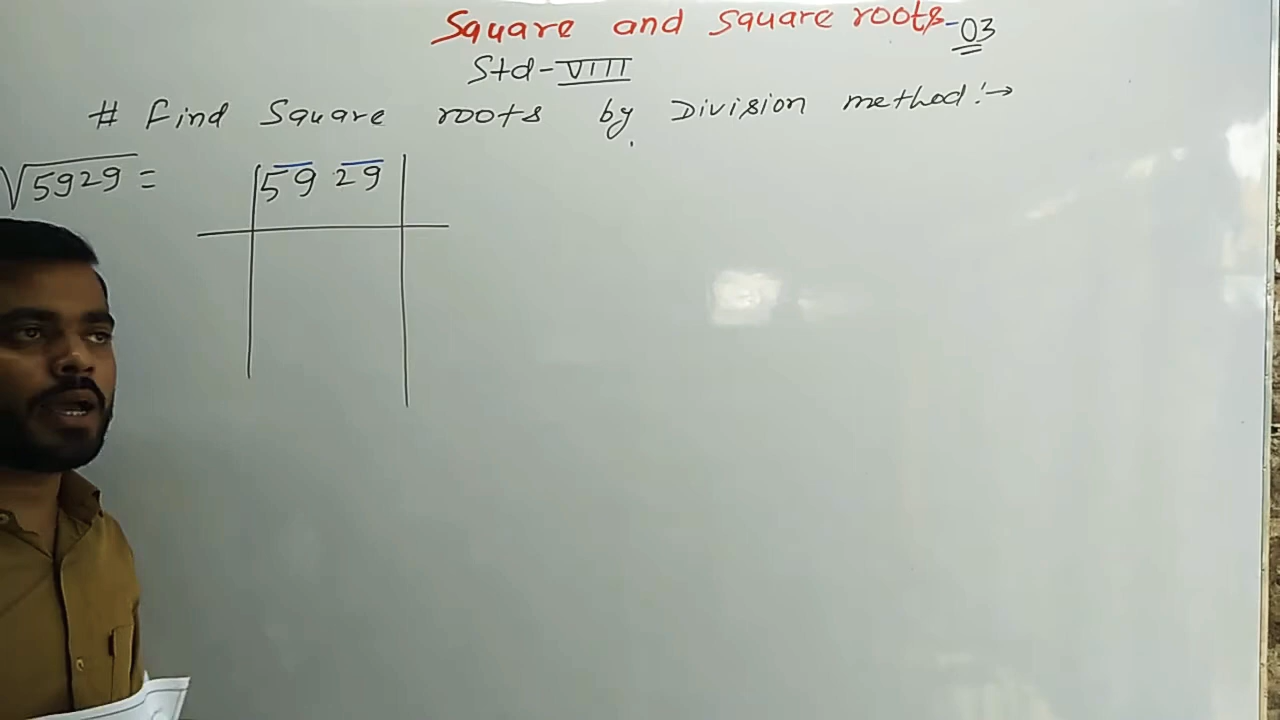 Square and square roots-03
Std-VIII
# Find Square roots by Division method:→
√5929 =
59 29